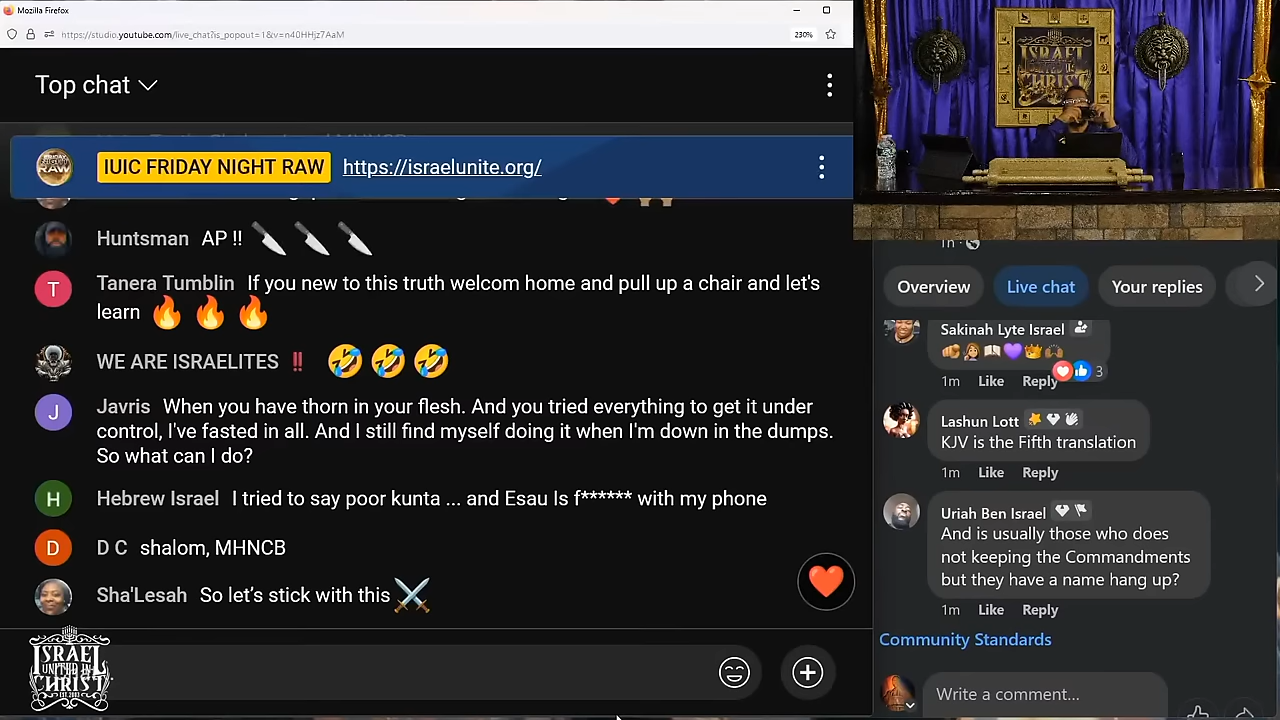 Mozilla Firefox
https://studio.youtube.com/live_chat?is_popout=1&v=n40HHjz7AaM
230%
Top chat
IUIC FRIDAY NIGHT RAW https://israelunite.org/
Huntsman AP !! 🔪 🔪 🔪
Tanera Tumblin If you new to this truth welcom home and pull up a chair and let's
learn 🔥 🔥 🔥
WE ARE ISRAELITES ‼️ 🤣 🤣 🤣
Javris When you have thorn in your flesh. And you tried everything to get it under
control, I've fasted in all. And I still find myself doing it when I'm down in the dumps.
So what can I do?
Hebrew Israel I tried to say poor kunta ... and Esau Is f****** with my phone
D C shalom, MHNCB
Sha'Lesah So let's stick with this ⚔️
ISRAEL
UNITED IN
CHRIST
EST. 2003
ISRAEL
UNITED IN
CHRIST
1h
Overview
Live chat
Your replies
Sakinah Lyte Israel
1m Like Reply 3
Lashun Lott
KJV is the Fifth translation
1m Like Reply
Uriah Ben Israel
And is usually those who does
not keeping the Commandments
but they have a name hang up?
1m Like Reply
Community Standards
Write a comment...